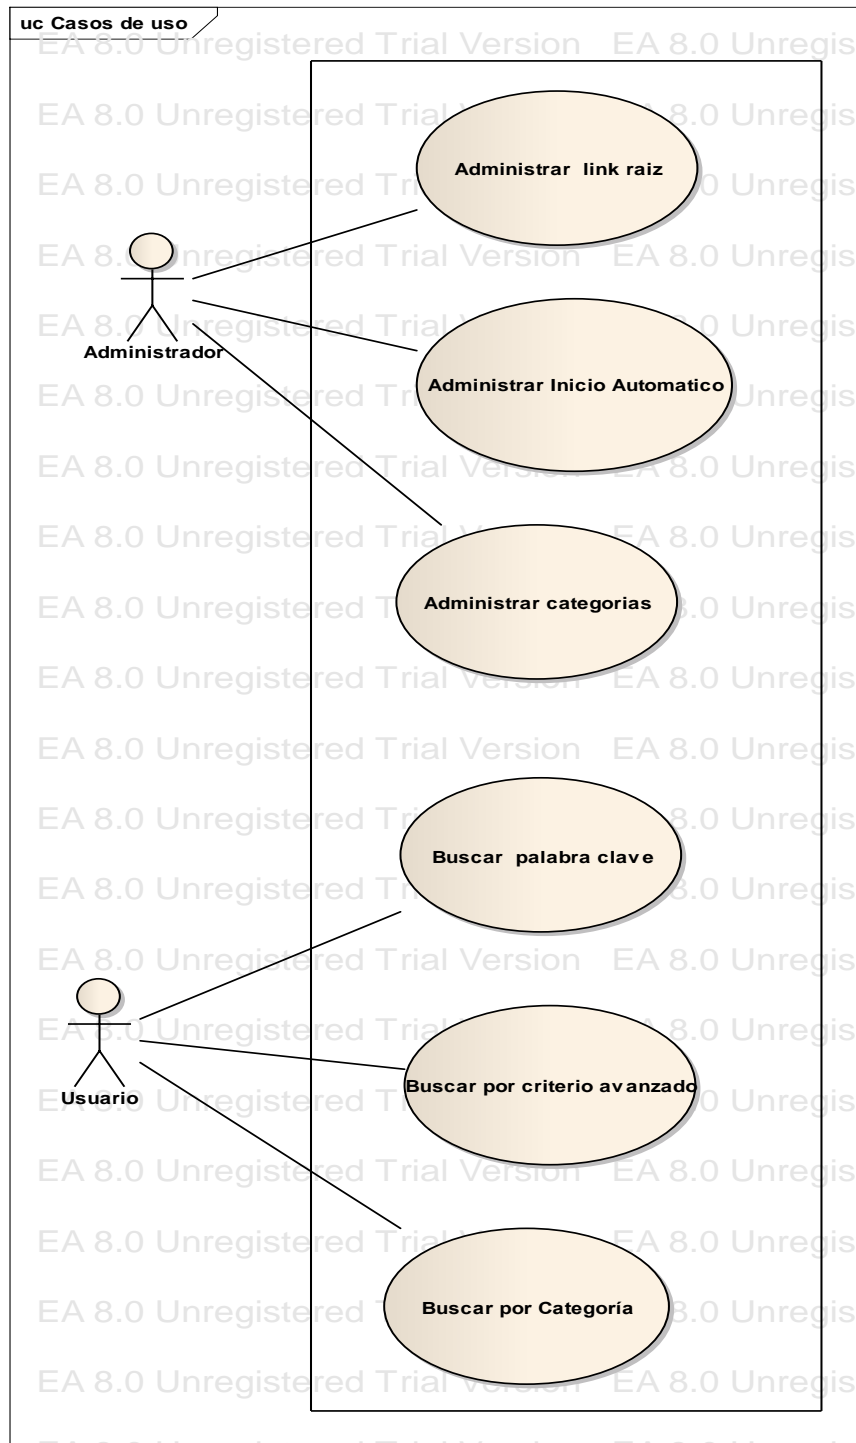 uc Casos de uso
EA 8.0 Unregistered Trial Version EA 8.0 Unregis
Administrar link raiz
Administrador
Administrar Inicio Automatico
Administrar categorias
Buscar palabra clave
Usuario
Buscar por criterio avanzado
Buscar por Categoría